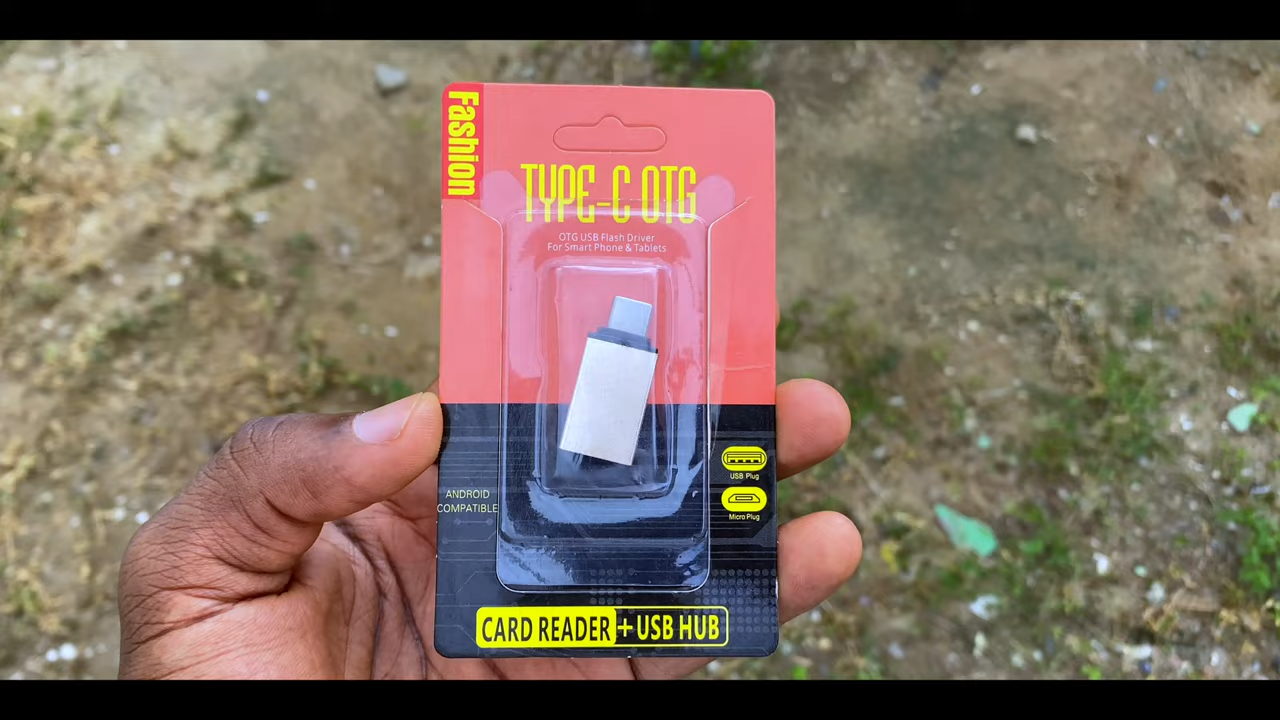 Fashion
TYPE-C OTG
OTG USB Flash Driver
For Smart Phone & Tablets
USB Plug
ANDROID
COMPATIBLE
Micro Plug
CARD READER + USB HUB